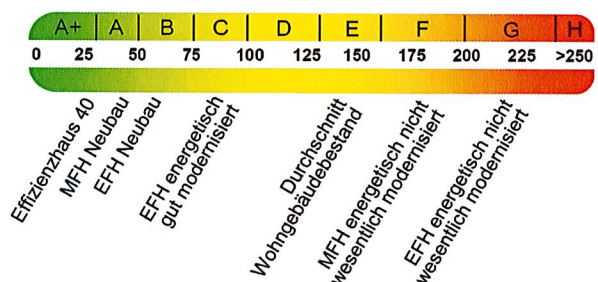 A+ A B C D E F G H
0 25 50 75 100 125 150 175 200 225 >250
Effizienzhaus 40
MFH Neubau
EFH Neubau
EFH energetisch
gut modernisiert
Durchschnitt
Wohngebäudebestand
MFH energetisch nicht
wesentlich modernisiert
EFH energetisch nicht
wesentlich modernisiert